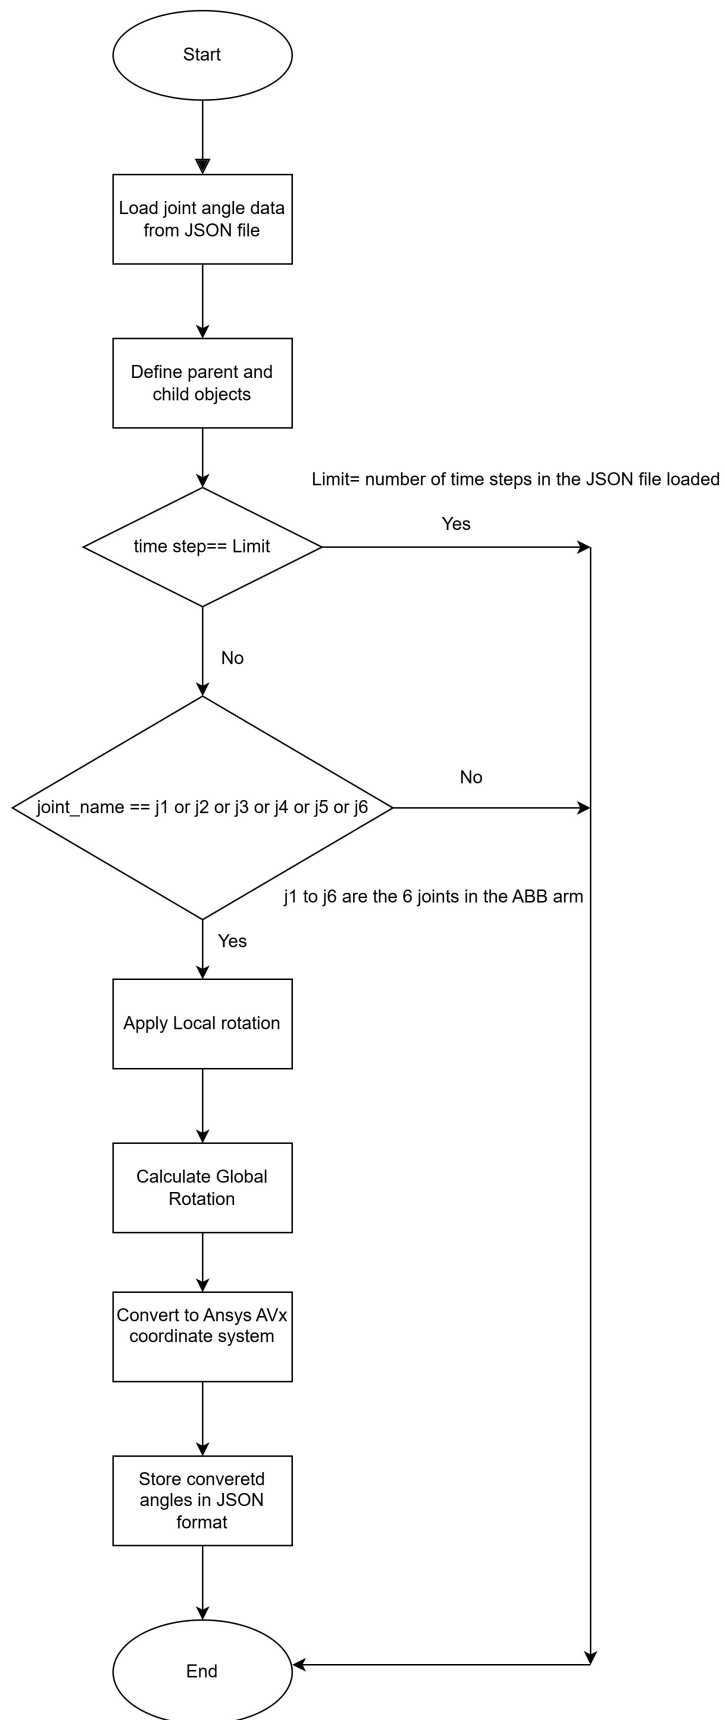 Start
Load joint angle data
from JSON file
Define parent and
child objects
Limit= number of time steps in the JSON file loaded
Yes
time step== Limit
No
No
joint_name == j1 or j2 or j3 or j4 or j5 or j6
j1 to j6 are the 6 joints in the ABB arm
Yes
Apply Local rotation
Calculate Global
Rotation
Convert to Ansys AVx
coordinate system
Store converetd
angles in JSON
format
End